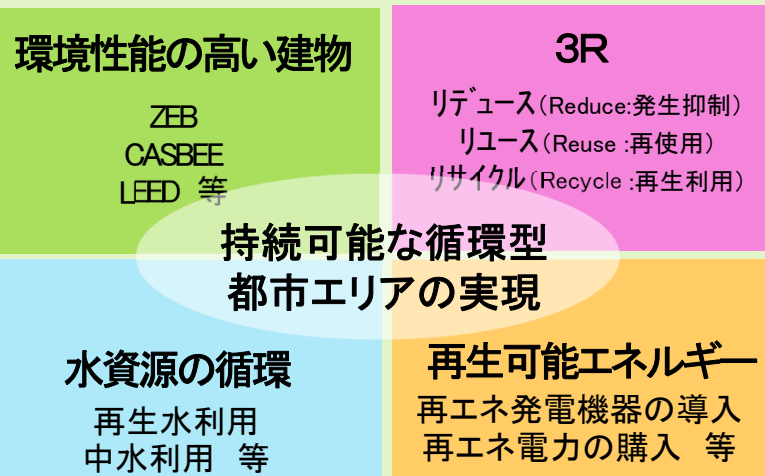 環境性能の高い建物
ZEB
CASBEE
LEED 等
3R
リデュース(Reduce:発生抑制)
リユース(Reuse :再使用)
リサイクル(Recycle :再生利用)
持続可能な循環型
都市エリアの実現
水資源の循環
再生水利用
中水利用 等
再生可能エネルギー
再エネ発電機器の導入
再エネ電力の購入 等